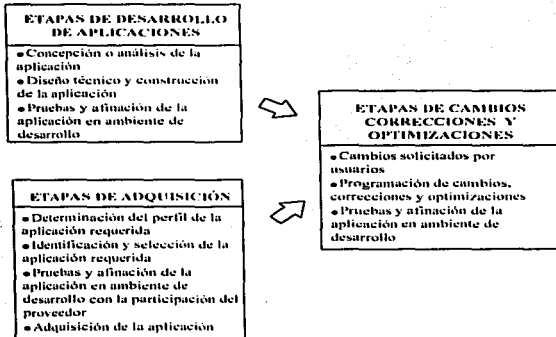 ETAPAS DE DESARROLLO
DE APLICACIONES
• Concepción o análisis de la
aplicación
• Diseño técnico y construcción
de la aplicación
• Pruebas y afinación de la
aplicación en ambiente de
desarrollo
ETAPAS DE ADQUISICIÓN
• Determinación del perfil de la
aplicación requerida
• Identificación y selección de la
aplicación requerida
• Pruebas y afinación de la
aplicación en ambiente de
desarrollo con la participación del
proveedor
• Adquisición de la aplicación
ETAPAS DE CAMBIOS
CORRECCIONES Y
OPTIMIZACIONES
• Cambios solicitados por
usuarios
• Programación de cambios,
correcciones y optimizaciones
• Pruebas y afinación de la
aplicación en ambiente de
desarrollo